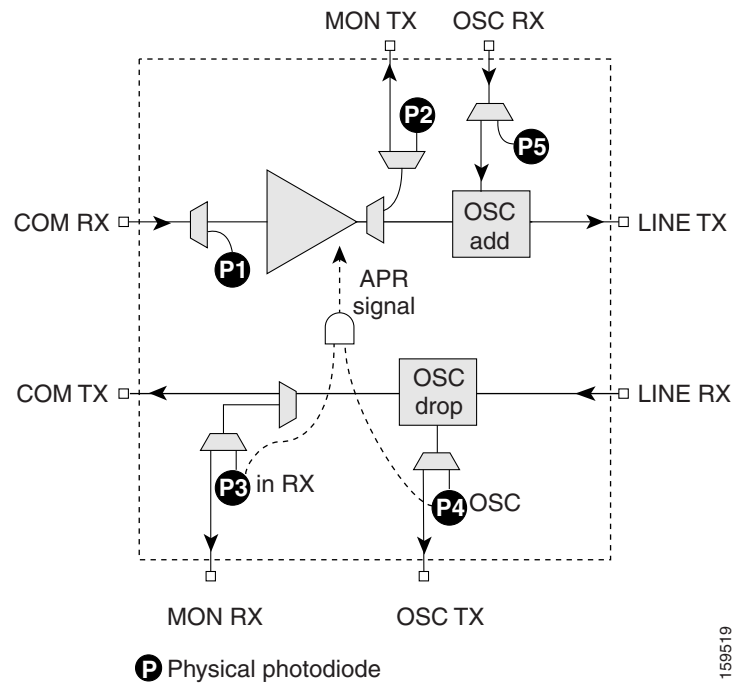 MON TX
OSC RX
P2
P5
COM RX
P1
OSC
add
LINE TX
APR
signal
COM TX
OSC
drop
LINE RX
P3 in RX
P4 OSC
MON RX
OSC TX
P Physical photodiode
159519